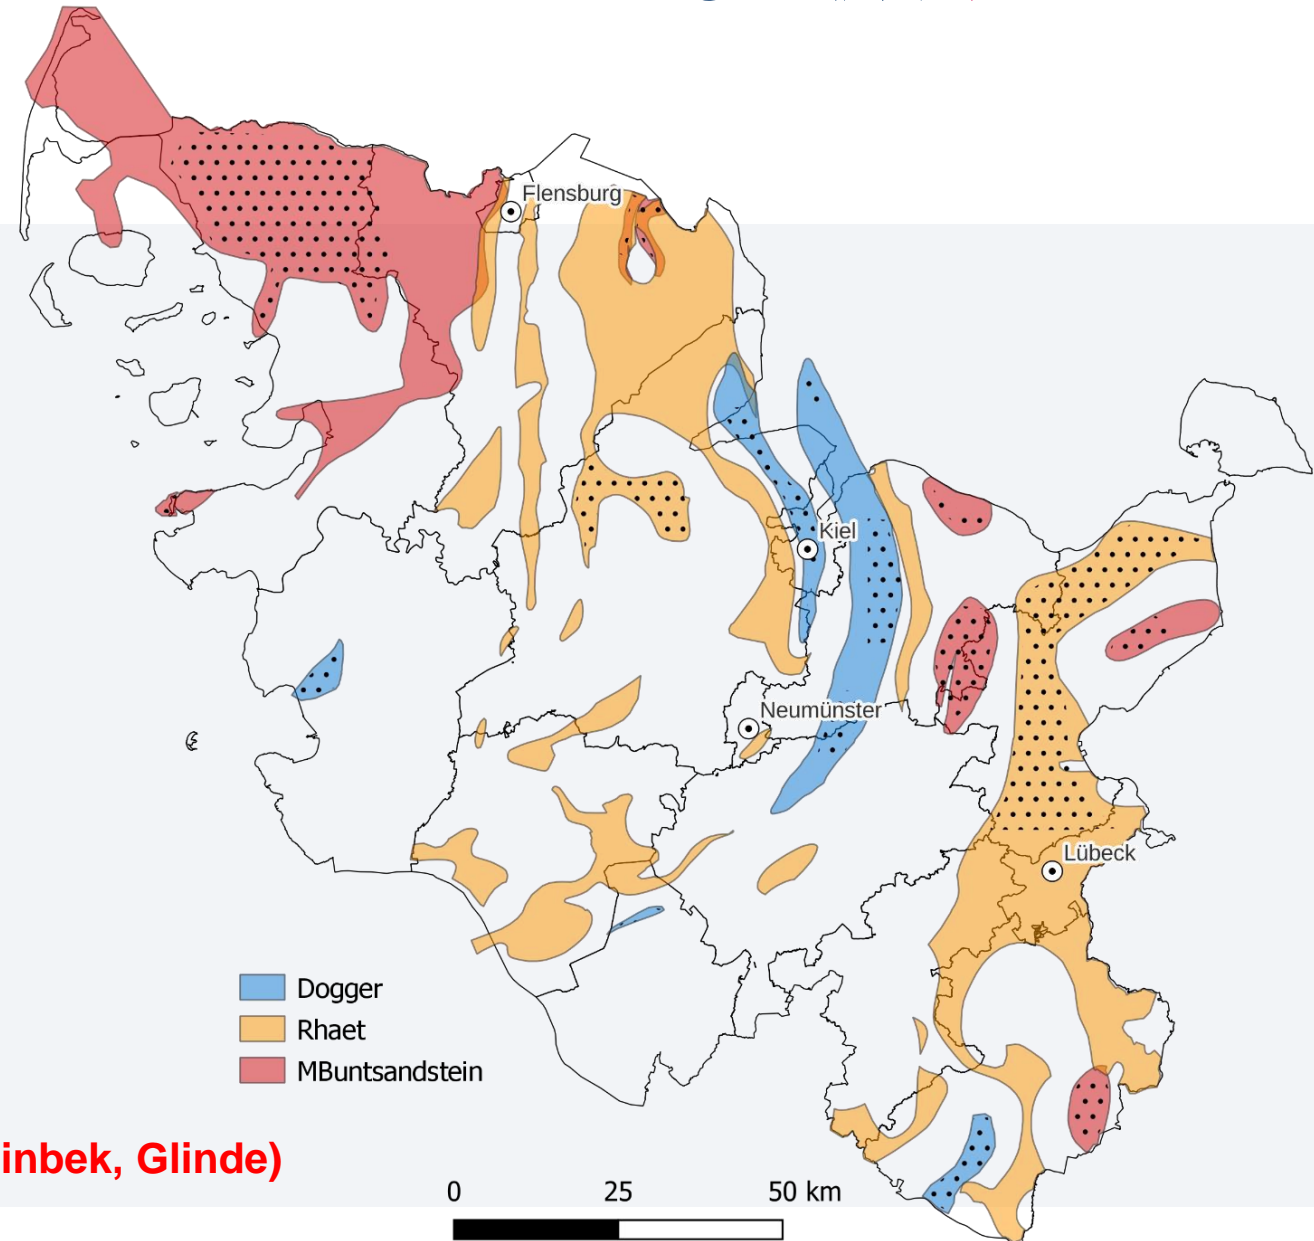 Flensburg
Kiel
Neumünster
Lübeck
Dogger
Rhaet
MBuntsandstein
inbek, Glinde)
0 25 50 km